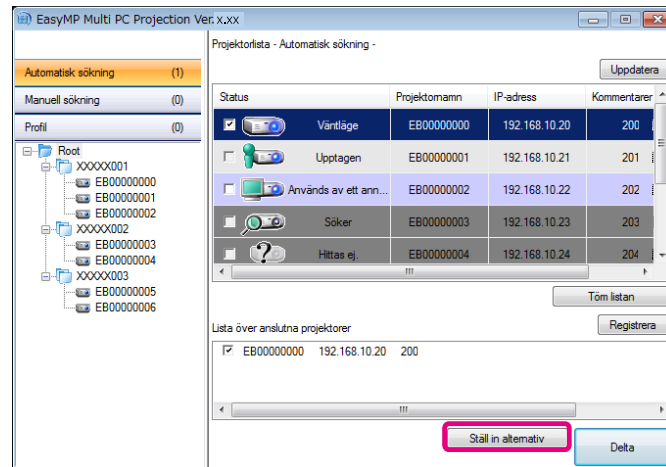 EasyMP Multi PC Projection Ver.x.xx
Projektorlista - Automatisk sökning -
Automatisk sökning (1)
Uppdatera
Manuell sökning (0)
Profil (0)
Status Projektornamn IP-adress Kommentarer
Väntläge EB00000000 192.168.10.20 200
Upptagen EB00000001 192.168.10.21 201
Används av ett ann... EB00000002 192.168.10.22 202
Söker EB00000003 192.168.10.23 203
Hittas ej. EB00000004 192.168.10.24 204
Root
XXXXX001
EB00000000
EB00000001
EB00000002
XXXXX002
EB00000003
EB00000004
XXXXX003
EB00000005
EB00000006
Töm listan
Lista över anslutna projektorer
Registrera
EB00000000 192.168.10.20 200
Ställ in alternativ
Delta